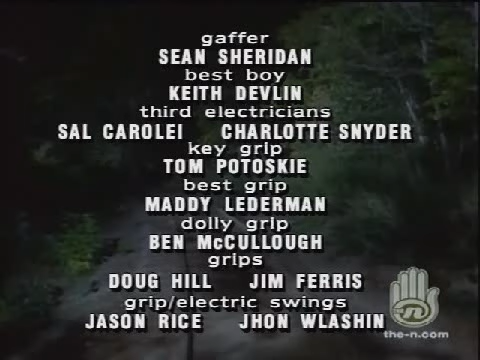 gaffer
SEAN SHERIDAN
best boy
KEITH DEVLIN
third electricians
SAL CAROLEI CHARLOTTE SNYDER
key grip
TOM POTOSKIE
best grip
MADDY LEDERMAN
dolly grip
BEN McCULLOUGH
grips
DOUG HILL JIM FERRIS
grip/electric swings
JASON RICE JHON WLASHIN
n
the-n.com